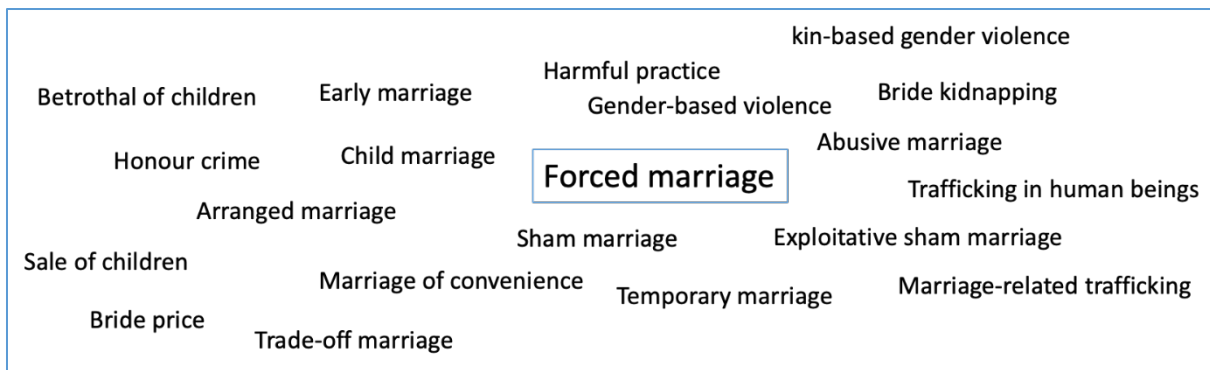 kin-based gender violence
Harmful practice
Betrothal of children
Early marriage
Gender-based violence
Bride kidnapping
Abusive marriage
Honour crime
Child marriage
Forced marriage
Trafficking in human beings
Arranged marriage
Sham marriage
Exploitative sham marriage
Sale of children
Marriage of convenience
Temporary marriage
Marriage-related trafficking
Bride price
Trade-off marriage